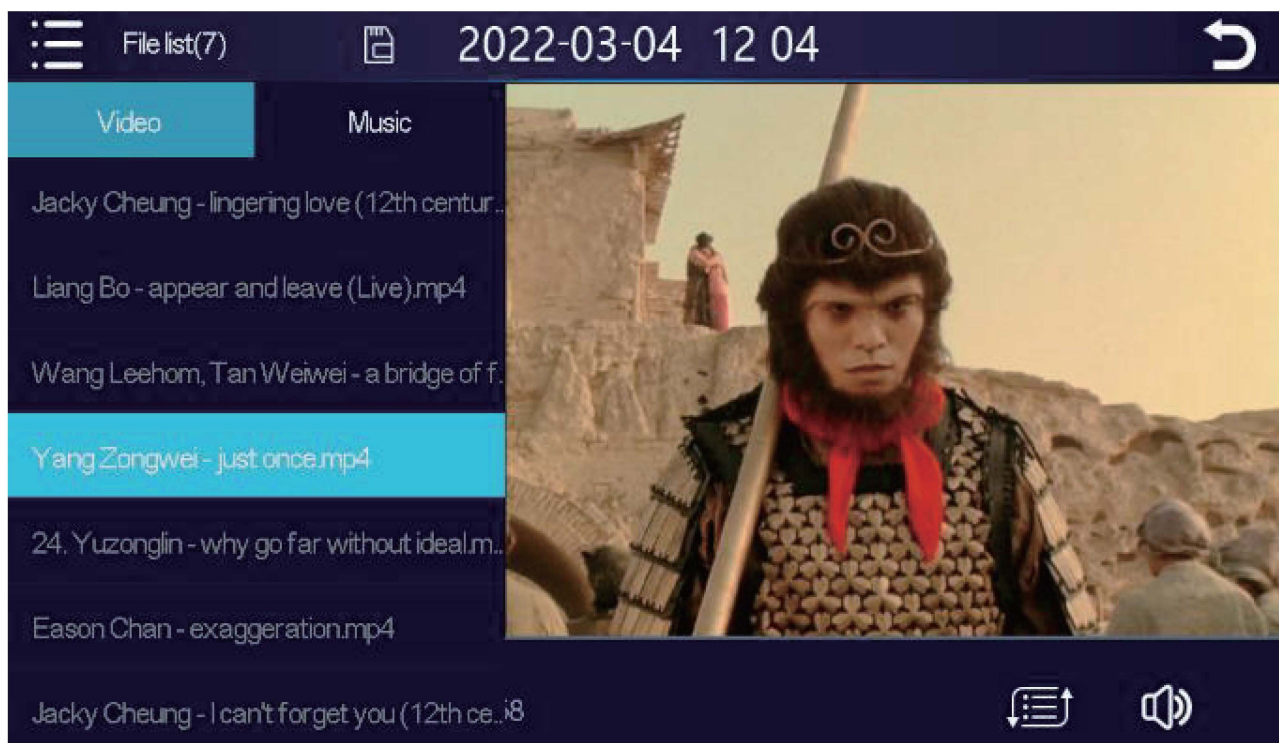 File list(7)
2022-03-04 12 04
Video
Music
Jacky Cheung - lingering love (12th centur..
Liang Bo - appear and leave (Live).mp4
Wang Leehom, Tan Weiwei - a bridge of f.
Yang Zongwei - just once.mp4
24. Yuzonglin - why go far without ideal.m..
Eason Chan - exaggeration.mp4
Jacky Cheung - I can't forget you (12th ce..